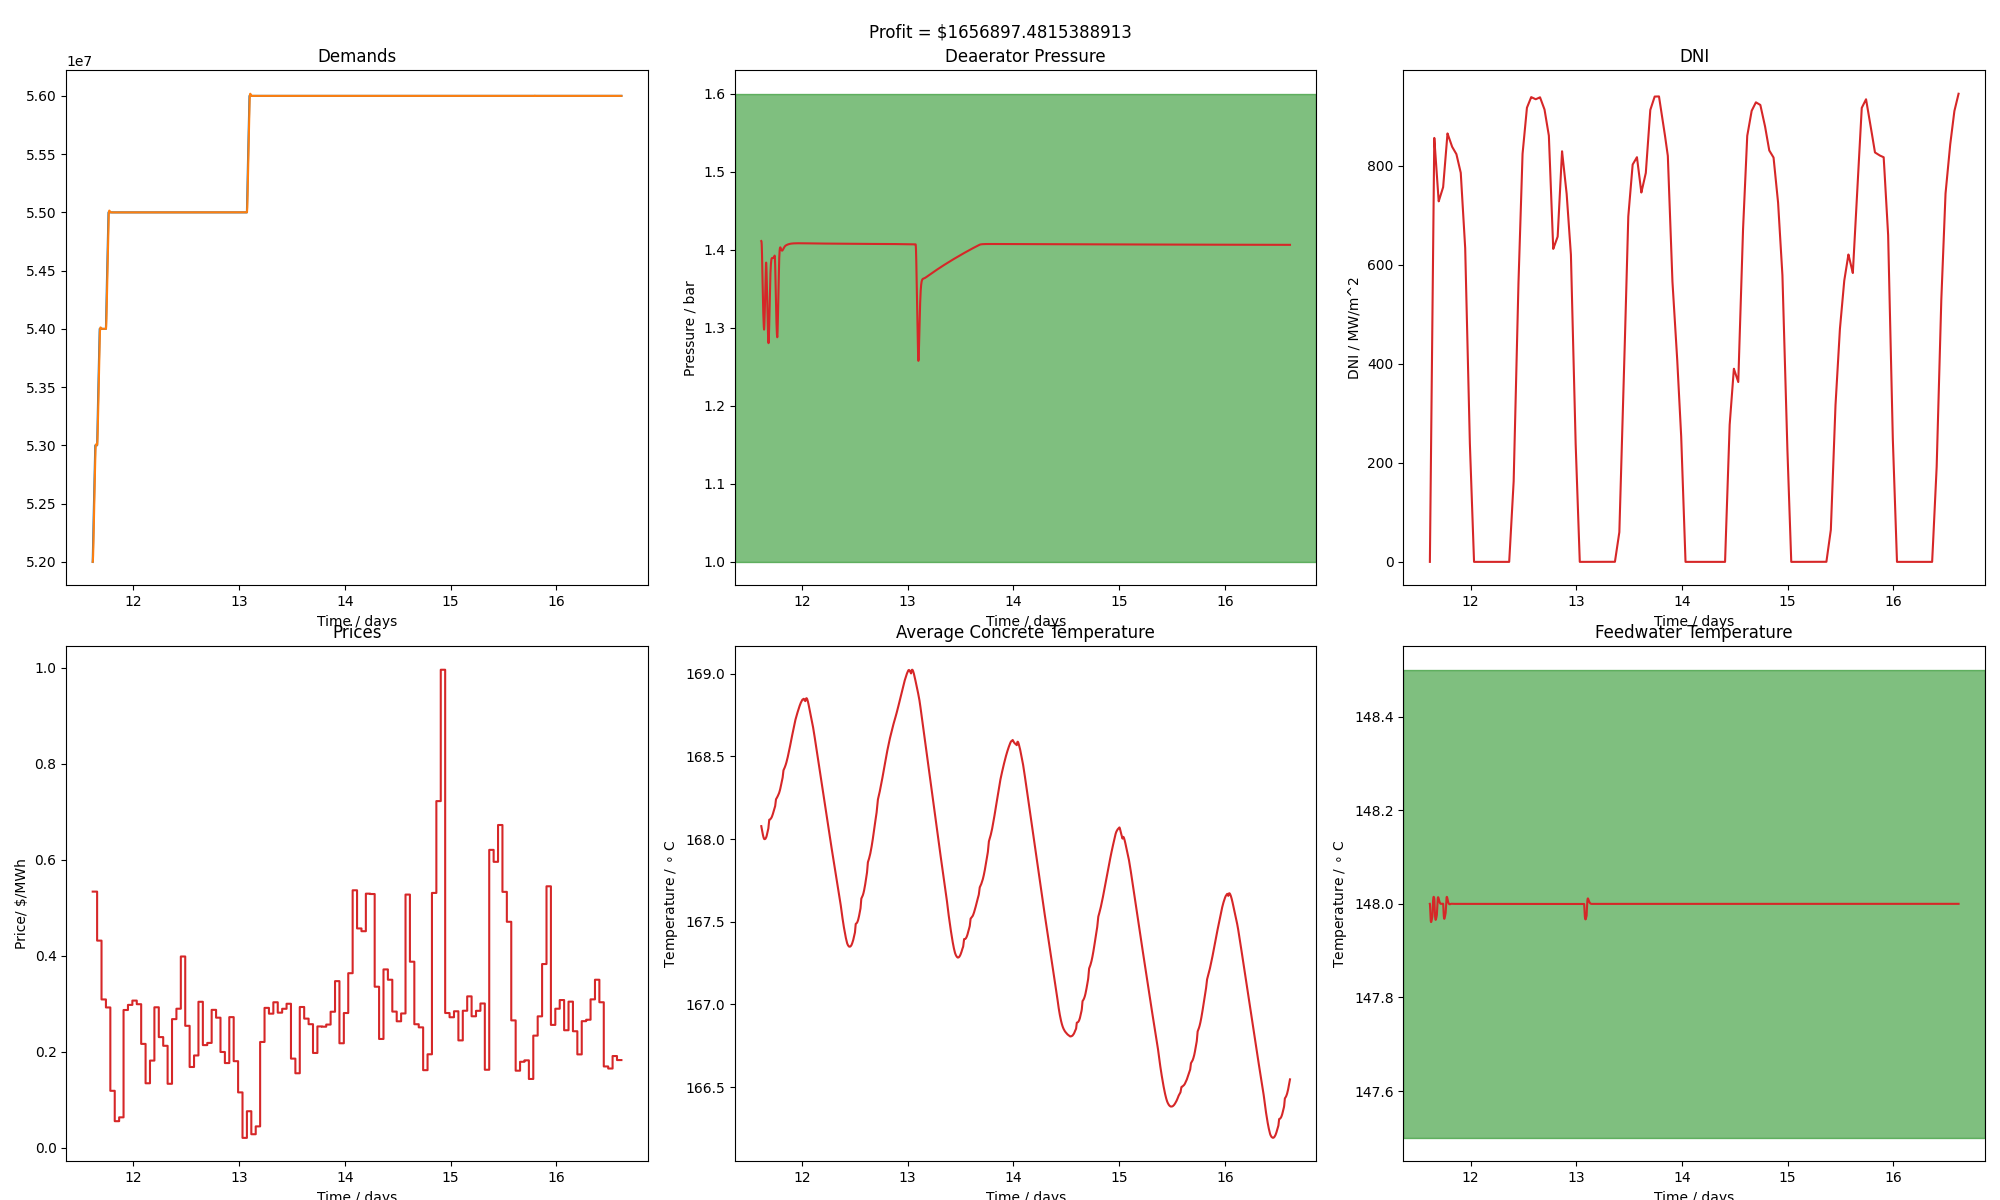 Profit = $1656897.4815388913
Demands
1e7
5.60
5.55
5.50
5.45
5.40
5.35
5.30
5.25
5.20
12 13 14 15 16
Time / days
Deaerator Pressure
Pressure / bar
1.6
1.5
1.4
1.3
1.2
1.1
1.0
12 13 14 15 16
Time / days
DNI
DNI / MW/m^2
800
600
400
200
0
12 13 14 15 16
Time / days
Prices
Price/ $/MWh
1.0
0.8
0.6
0.4
0.2
0.0
12 13 14 15 16
Time / days
Average Concrete Temperature
Temperature / ∘ C
169.0
168.5
168.0
167.5
167.0
166.5
12 13 14 15 16
Time / days
Feedwater Temperature
Temperature / ∘ C
148.4
148.2
148.0
147.8
147.6
12 13 14 15 16
Time / days